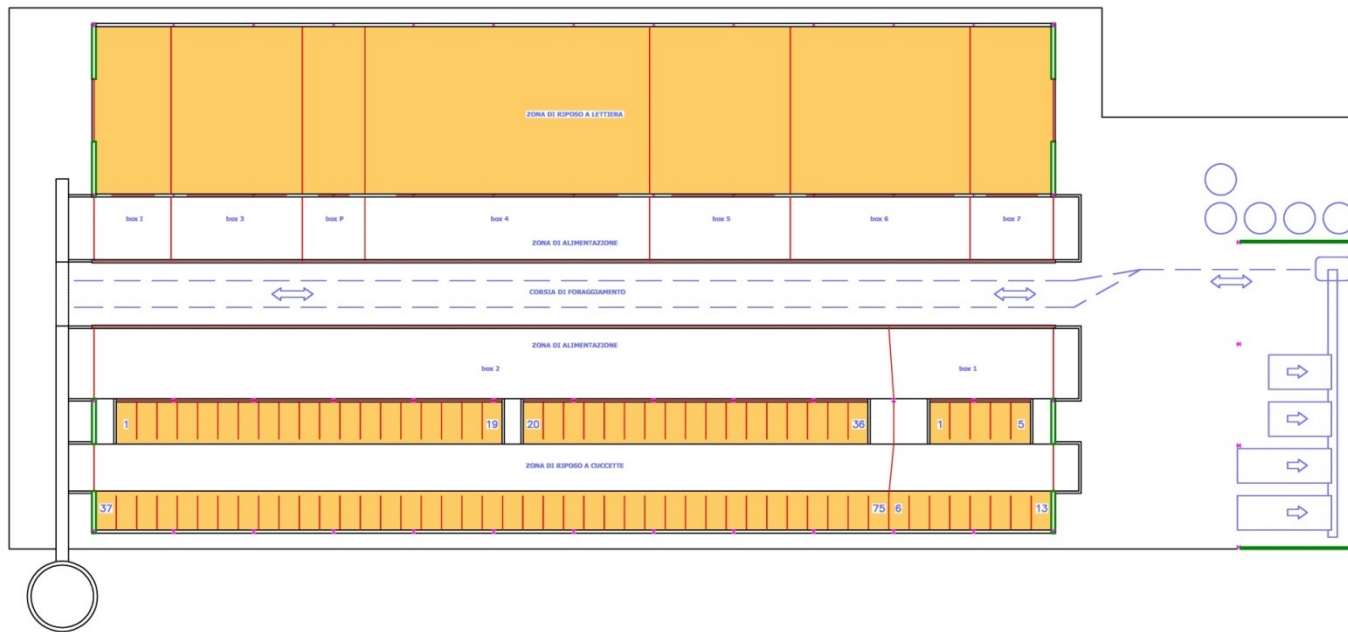 ZONA DI RIPOSO A LETTIERA
box I
box 3
box P
box 4
box 5
box 6
box 7
ZONA DI ALIMENTAZIONE
CORSIA DI FORAGGIAMENTO
ZONA DI ALIMENTAZIONE
box 2
box 1
1
19
20
36
1
5
ZONA DI RIPOSO A CUCCETTE
37
75
6
13